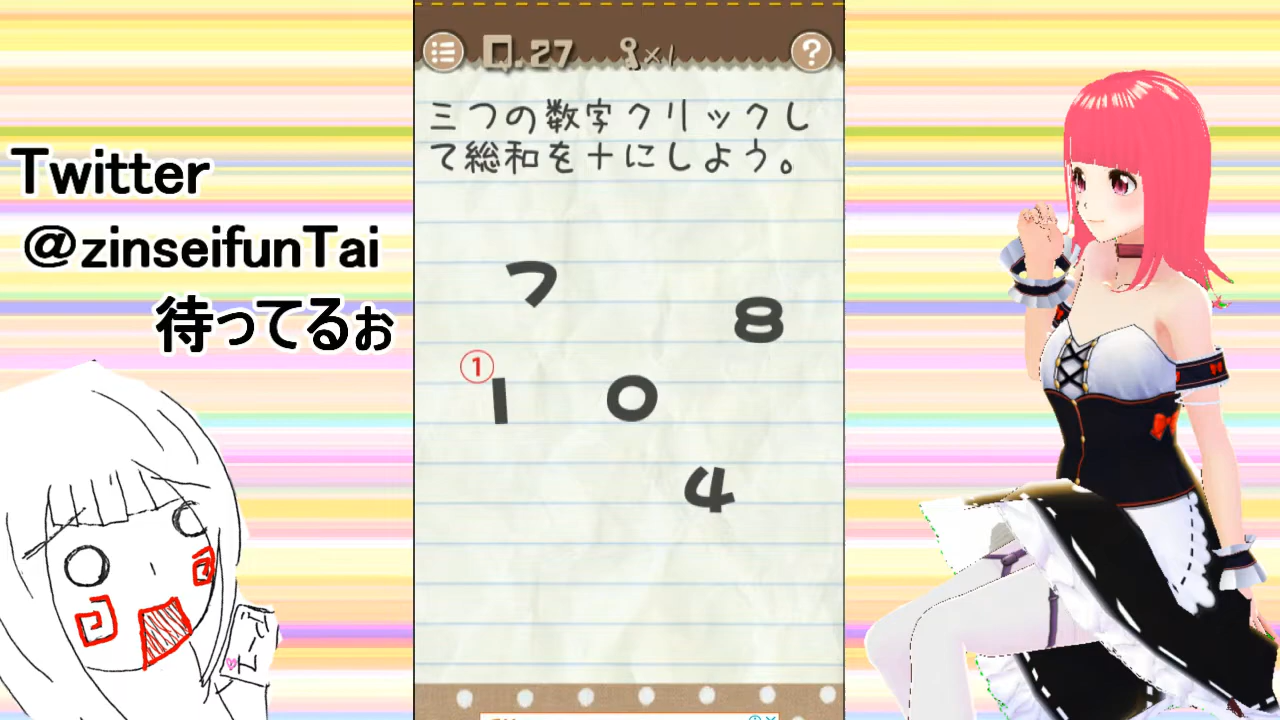 Q.27
×1
?
三つの数字クリックし
て総和を十にしよう。
7
8
①
1
0
4
Twitter
@zinseifunTai
待ってるぉ